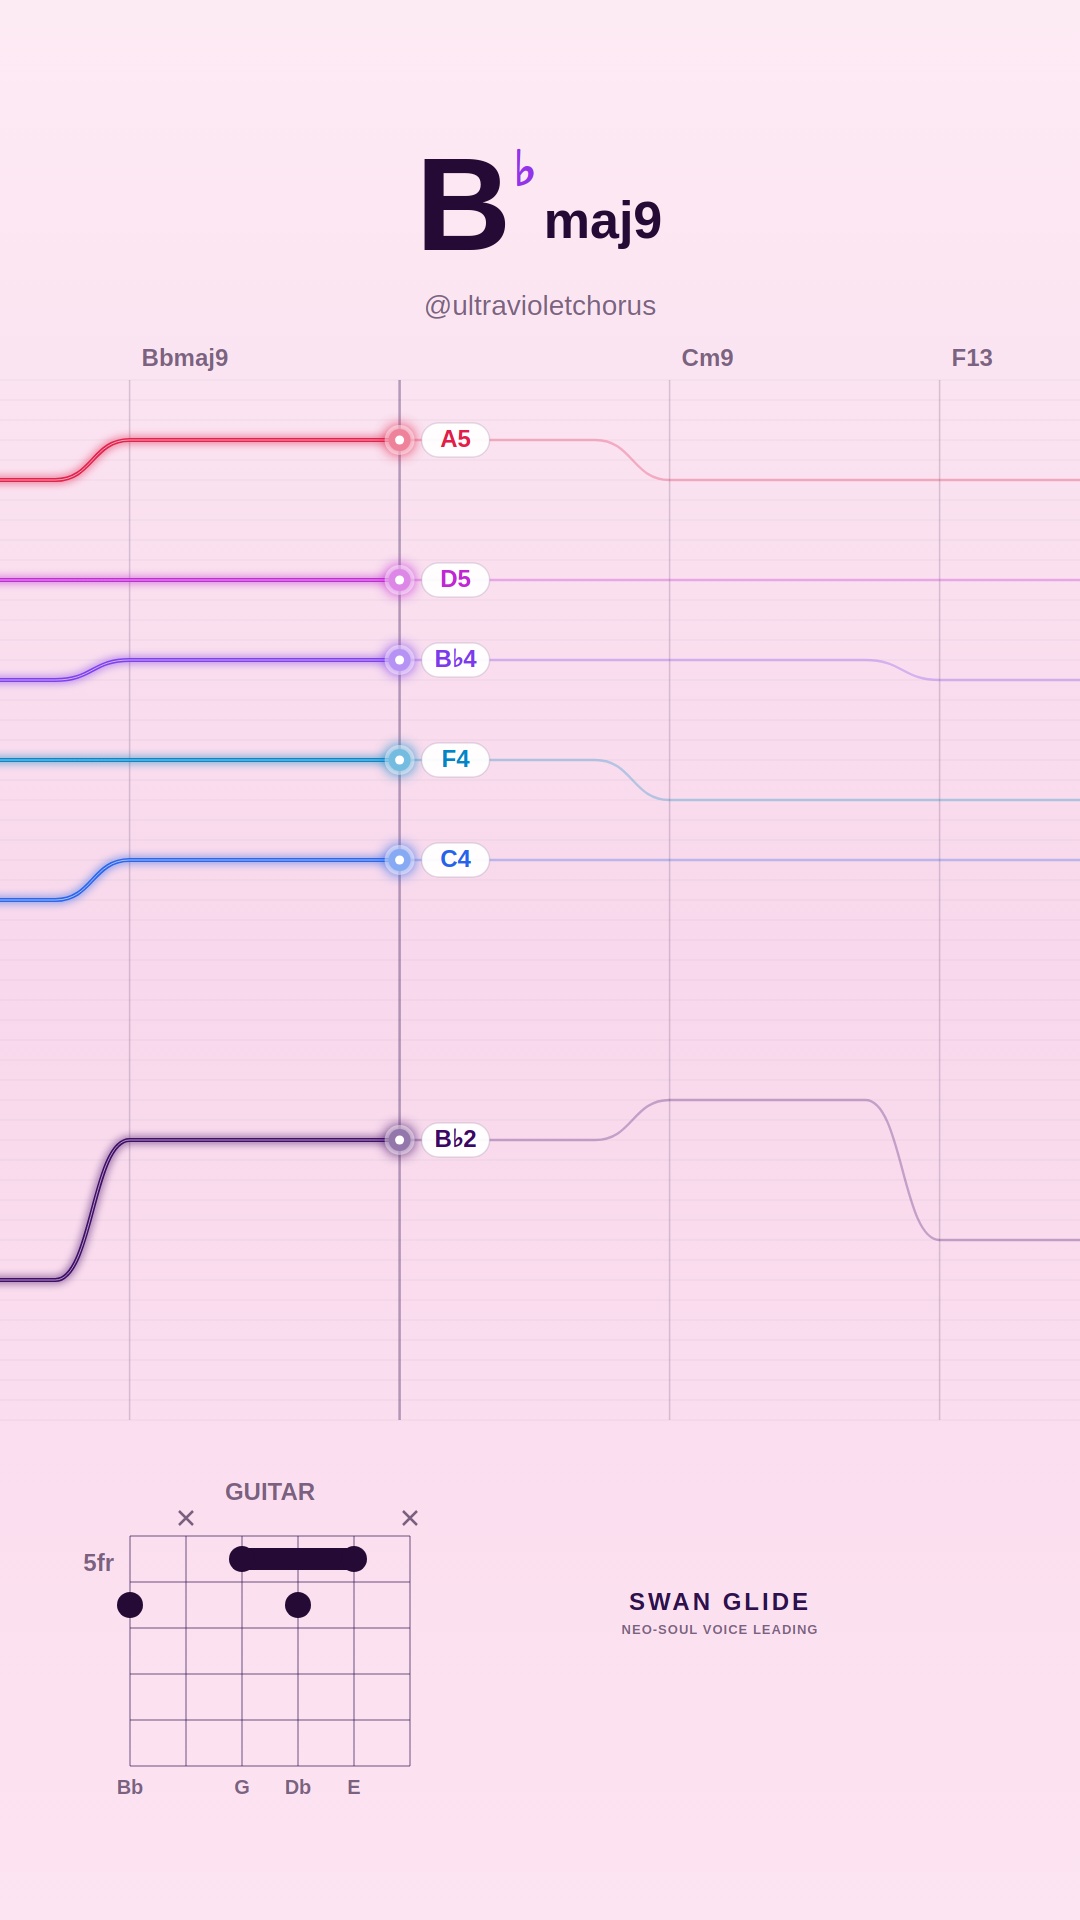 B♭maj9
@ultravioletchorus
Bbmaj9 Cm9 F13
A5
D5
B♭4
F4
C4
B♭2
GUITAR
× ×
5fr
SWAN GLIDE
NEO-SOUL VOICE LEADING
Bb G Db E